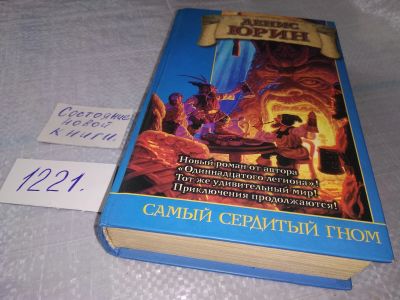 ДЕНИС
ЮРИН
Состояние
новой
книги.
1221.
Новый роман от автора
«Одиннадцатого легиона»!
Тот же удивительный мир!
Приключения продолжаются!
САМЫЙ СЕРДИТЫЙ ГНОМ